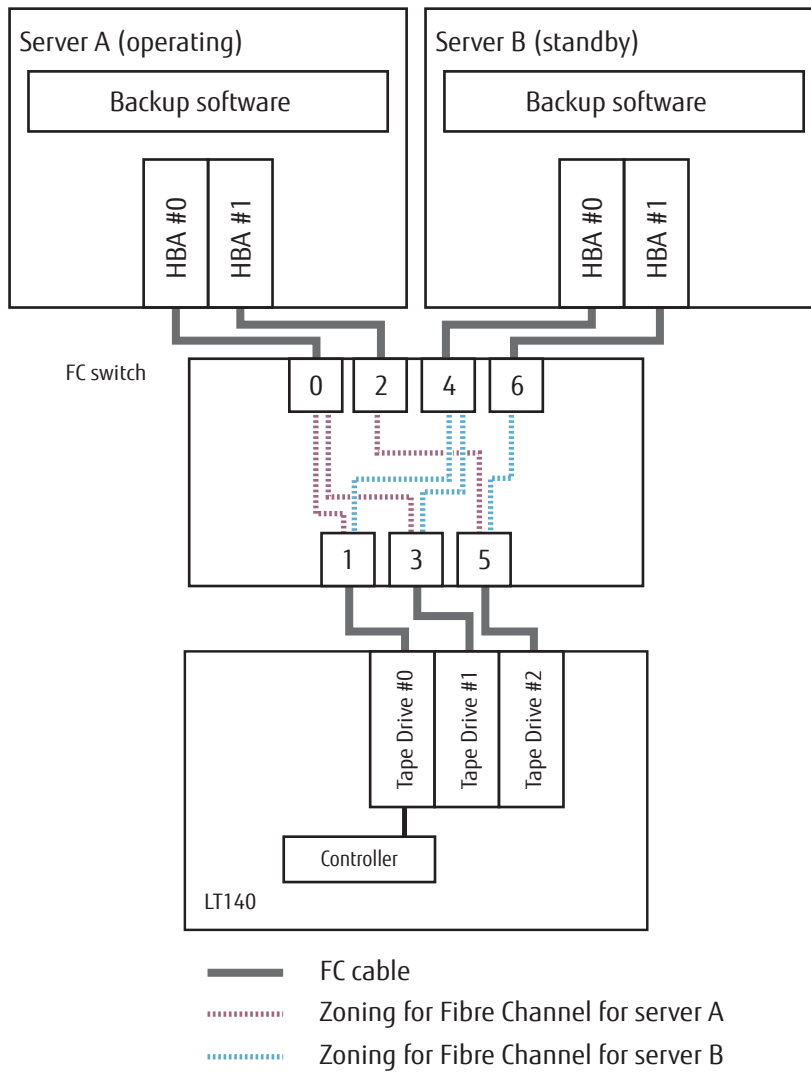 Server A (operating)
Backup software
HBA #0
HBA #1
Server B (standby)
Backup software
HBA #0
HBA #1
FC switch
0
2
4
6
1
3
5
Tape Drive #0
Tape Drive #1
Tape Drive #2
Controller
LT140
FC cable
Zoning for Fibre Channel for server A
Zoning for Fibre Channel for server B